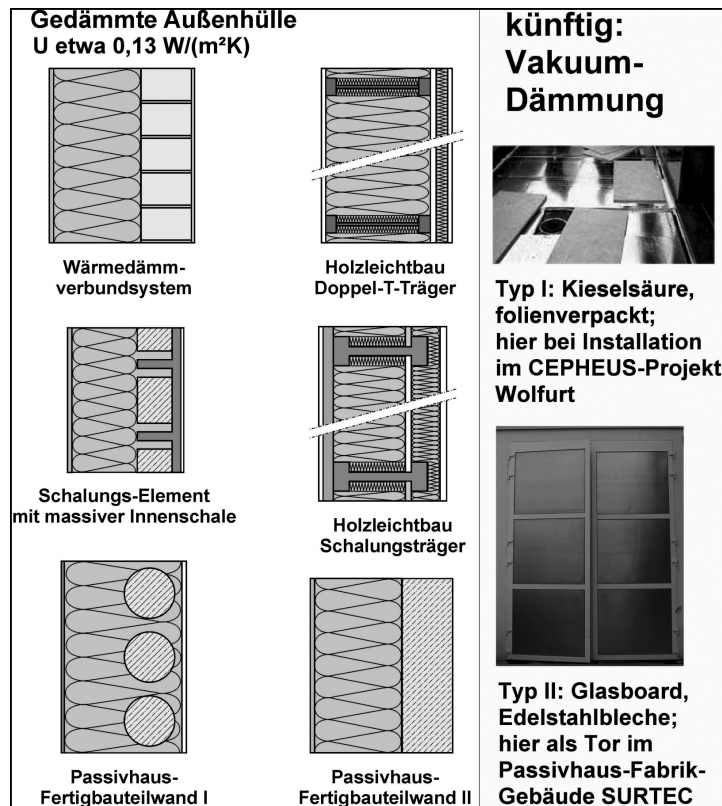 Gedämmte Außenhülle
U etwa 0,13 W/(m²K)
Wärmedämm-
verbundsystem
Holzleichtbau
Doppel-T-Träger
Schalungs-Element
mit massiver Innenschale
Holzleichtbau
Schalungsträger
Passivhaus-
Fertigbauteilwand I
Passivhaus-
Fertigbauteilwand II
künftig:
Vakuum-
Dämmung
Typ I: Kieselsäure,
folienverpackt;
hier bei Installation
im CEPHEUS-Projekt
Wolfurt
Typ II: Glasboard,
Edelstahlbleche;
hier als Tor im
Passivhaus-Fabrik-
Gebäude SURTEC